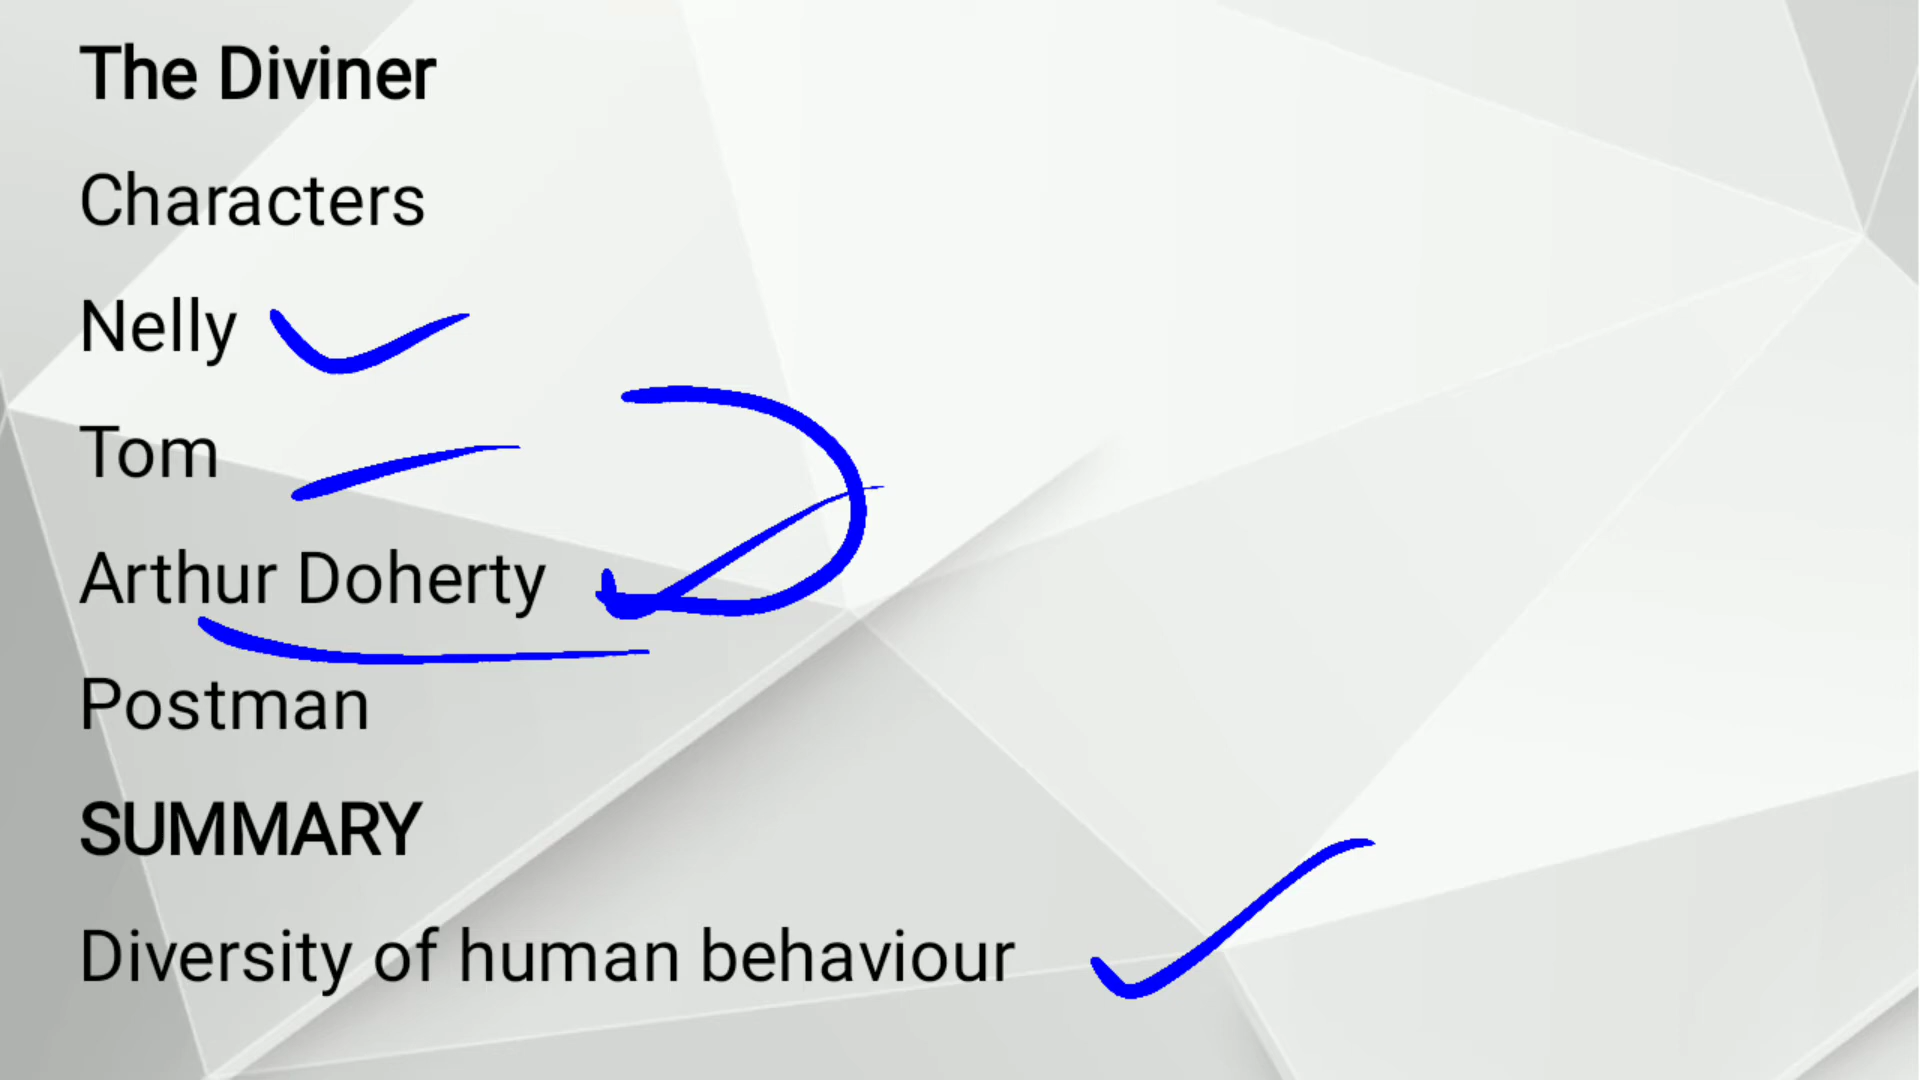 The Diviner
Characters
Nelly
Tom
Arthur Doherty
Postman
SUMMARY
Diversity of human behaviour